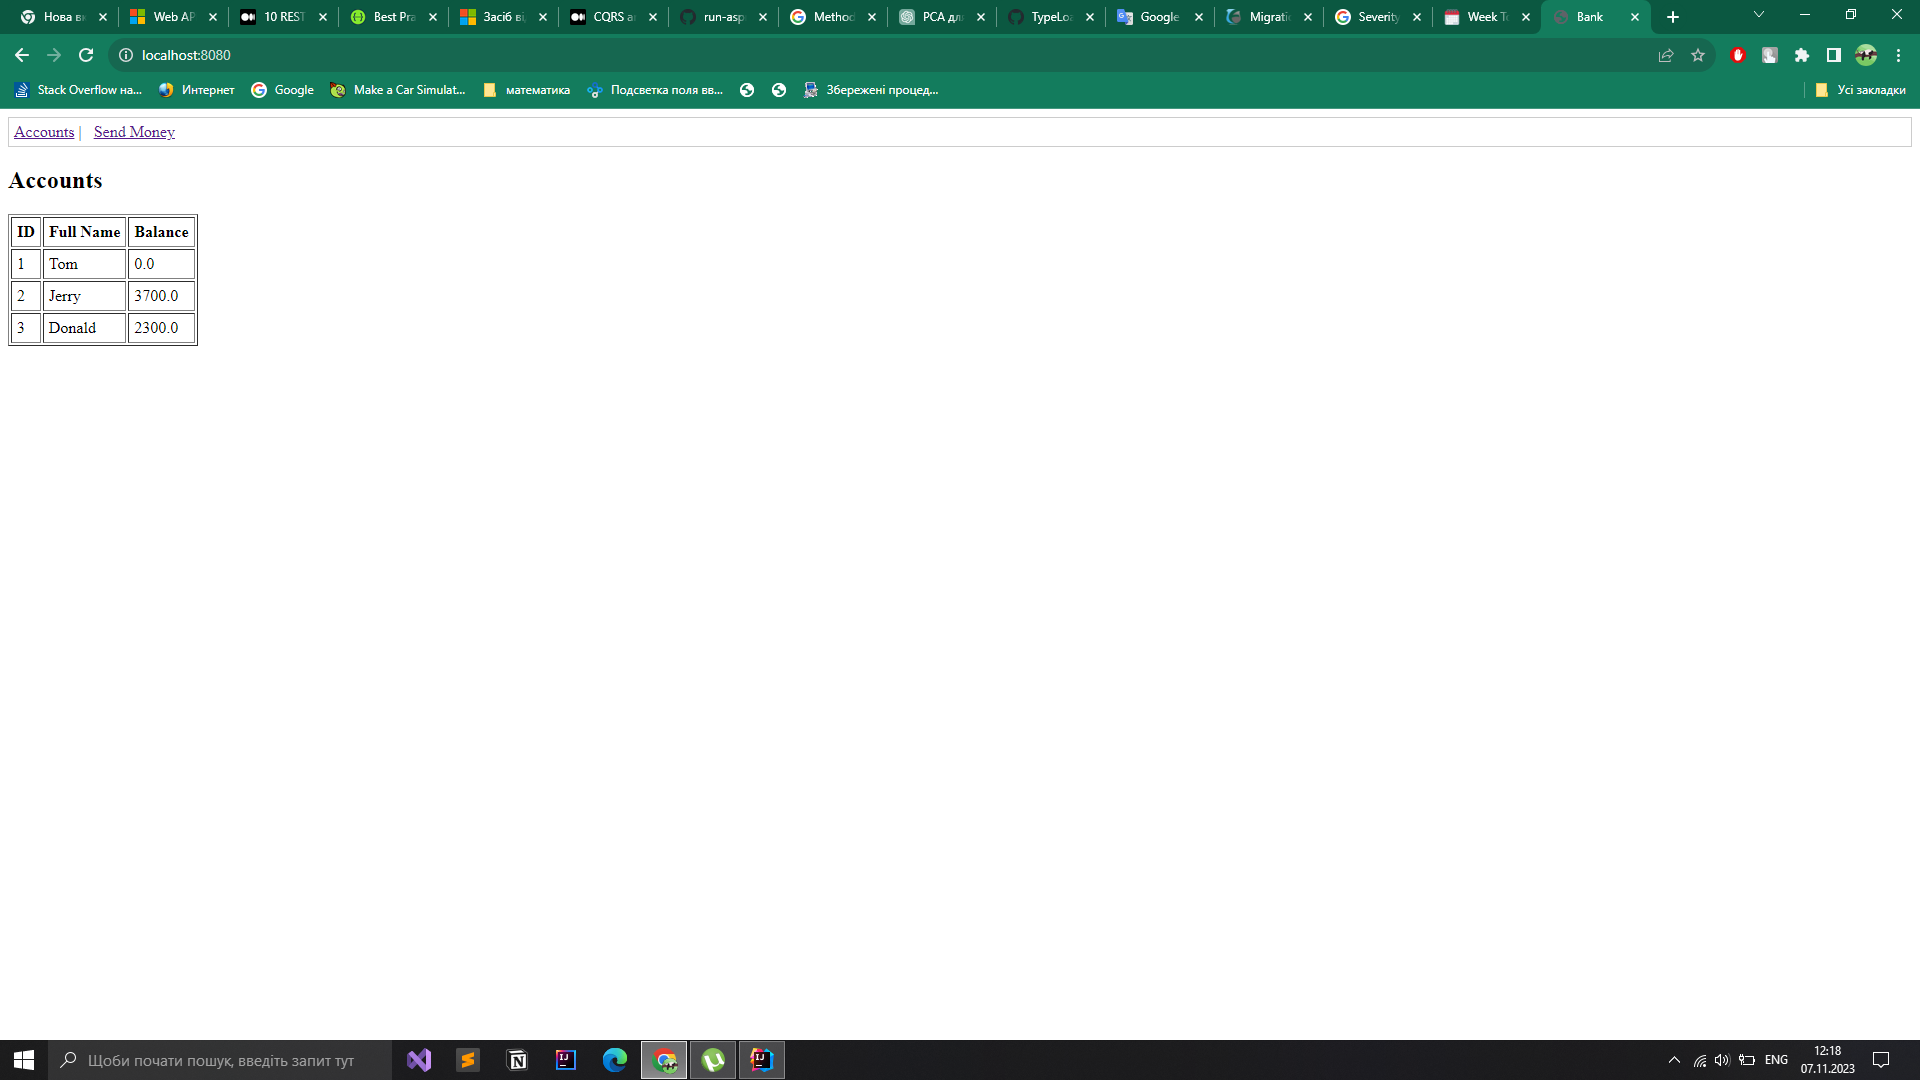 Нова вк
Web AP
10 REST
Best Pra
Засіб ві
CQRS a
run-asp
Method
PCA дл
TypeLoa
Google
Migrati
Severity
Week T
Bank
localhost:8080
Stack Overflow на...
Интернет
Google
Make a Car Simulat...
математика
Подсветка поля вв...
Збережені процед...
Усі закладки
Accounts | Send Money
Accounts
ID Full Name Balance
1 Tom 0.0
2 Jerry 3700.0
3 Donald 2300.0
Щоби почати пошук, введіть запит тут
ENG
12:18
07.11.2023